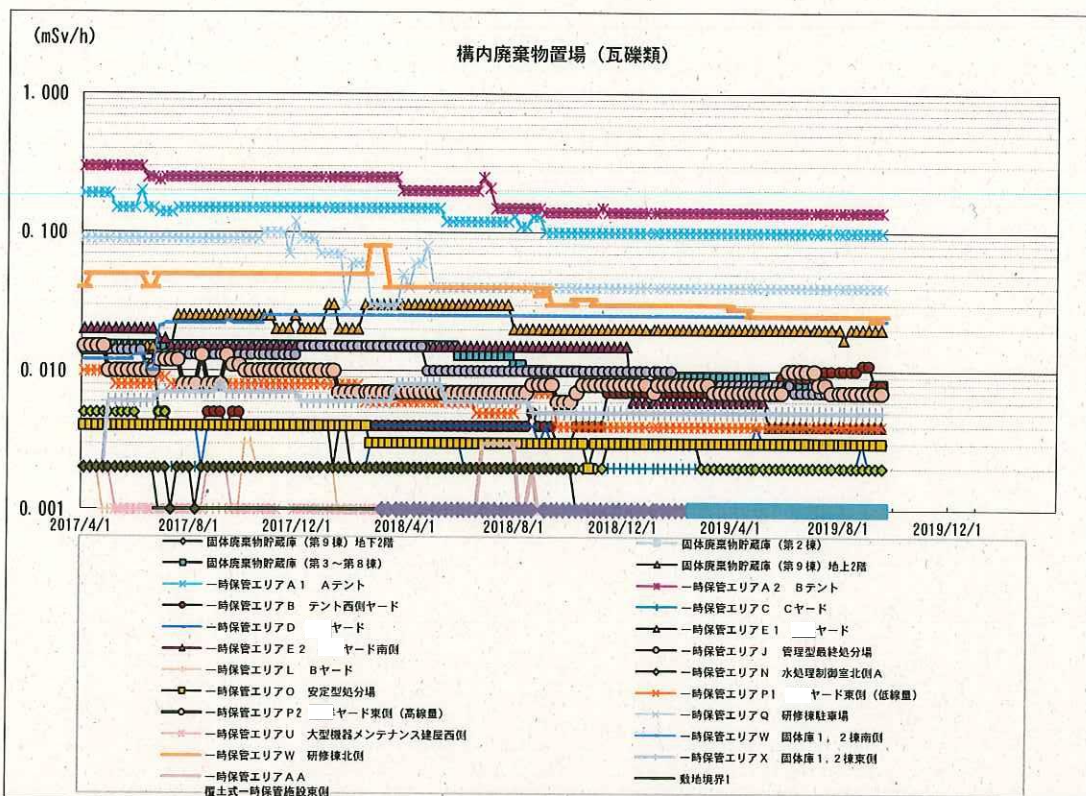 (mSv/h)
構内廃棄物置場（瓦礫類）
1.000
0.100
0.010
0.001
2017/4/1 2017/8/1 2017/12/1 2018/4/1 2018/8/1 2018/12/1 2019/4/1 2019/8/1 2019/12/1
固体廃棄物貯蔵庫（第9棟）地下2階
固体廃棄物貯蔵庫（第2棟）
固体廃棄物貯蔵庫（第3～第8棟）
固体廃棄物貯蔵庫（第9棟）地上2階
一時保管エリアA1 Aテント
一時保管エリアA2 Bテント
一時保管エリアB テント西側ヤード
一時保管エリアC Cヤード
一時保管エリアD ヤード
一時保管エリアE1 ヤード
一時保管エリアE2 ヤード南側
一時保管エリアJ 管理型最終処分場
一時保管エリアL Bヤード
一時保管エリアN 水処理制御室北側A
一時保管エリアO 安定型処分場
一時保管エリアP1 ヤード東側（低線量）
一時保管エリアP2 ヤード東側（高線量）
一時保管エリアQ 研修棟駐車場
一時保管エリアU 大型機器メンテナンス建屋西側
一時保管エリアW 固体庫1，2棟南側
一時保管エリアW 研修棟北側
一時保管エリアX 固体庫1,2棟東側
一時保管エリアAA
敷地境界1
覆土式一時保管施設東側